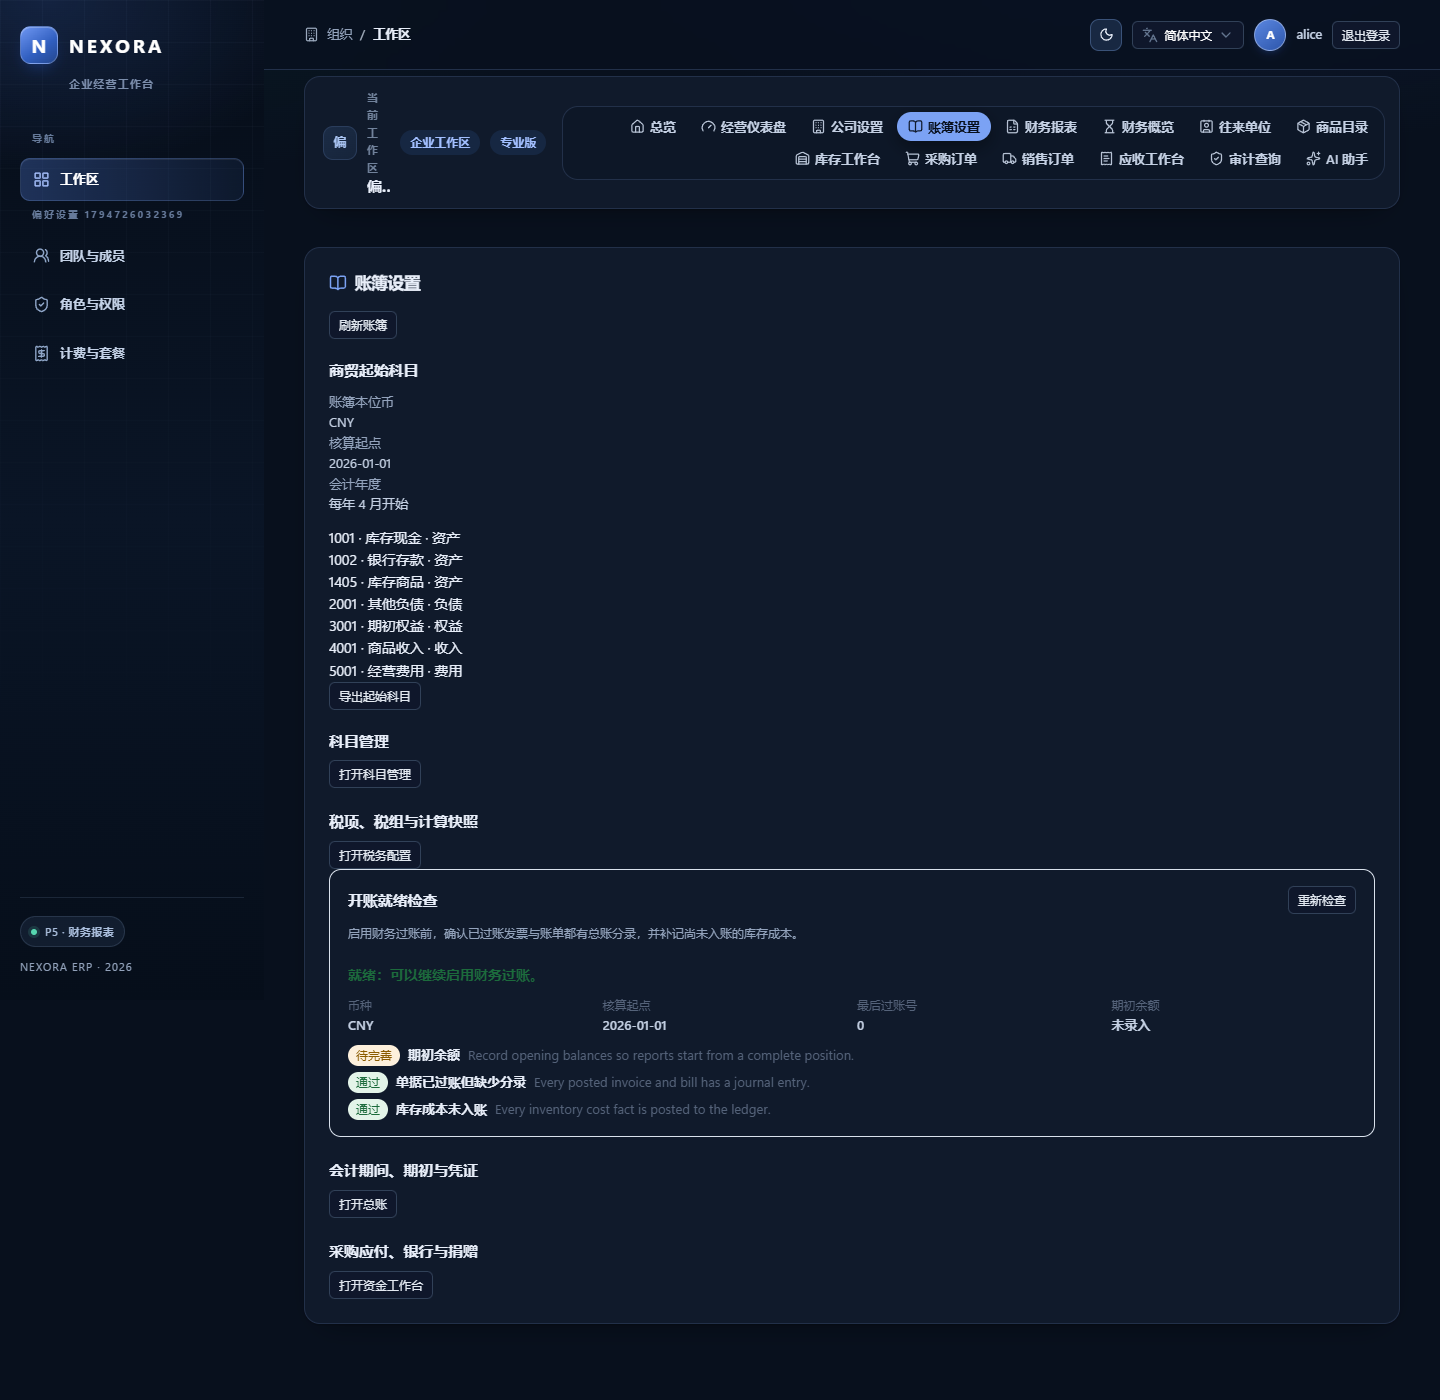 N NEXORA
企业经营工作台
导航
工作区
偏好设置 1794726032369
团队与成员
角色与权限
计费与套餐
P5 · 财务报表
NEXORA ERP · 2026
组织 / 工作区
简体中文
A alice
退出登录
偏
当前工作区
偏..
企业工作区
专业版
总览
经营仪表盘
公司设置
账簿设置
财务报表
财务概览
往来单位
商品目录
库存工作台
采购订单
销售订单
应收工作台
审计查询
AI 助手
账簿设置
刷新账簿
商贸起始科目
账簿本位币
CNY
核算起点
2026-01-01
会计年度
每年 4 月开始
1001 · 库存现金 · 资产
1002 · 银行存款 · 资产
1405 · 库存商品 · 资产
2001 · 其他负债 · 负债
3001 · 期初权益 · 权益
4001 · 商品收入 · 收入
5001 · 经营费用 · 费用
导出起始科目
科目管理
打开科目管理
税项、税组与计算快照
打开税务配置
开账就绪检查
重新检查
启用财务过账前，确认已过账发票与账单都有总账分录，并补记尚未入账的库存成本。
就绪：可以继续启用财务过账。
币种
CNY
核算起点
2026-01-01
最后过账号
0
期初余额
未录入
待完善 期初余额 Record opening balances so reports start from a complete position.
通过 单据已过账但缺少分录 Every posted invoice and bill has a journal entry.
通过 库存成本未入账 Every inventory cost fact is posted to the ledger.
会计期间、期初与凭证
打开总账
采购应付、银行与捐赠
打开资金工作台